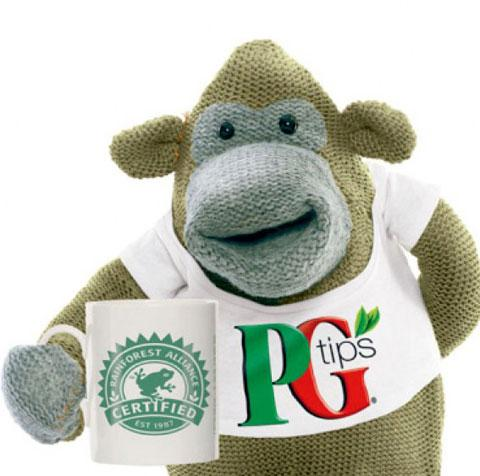 RAINFOREST ALLIANCE
CERTIFIED
EST 1987
PG tips
®